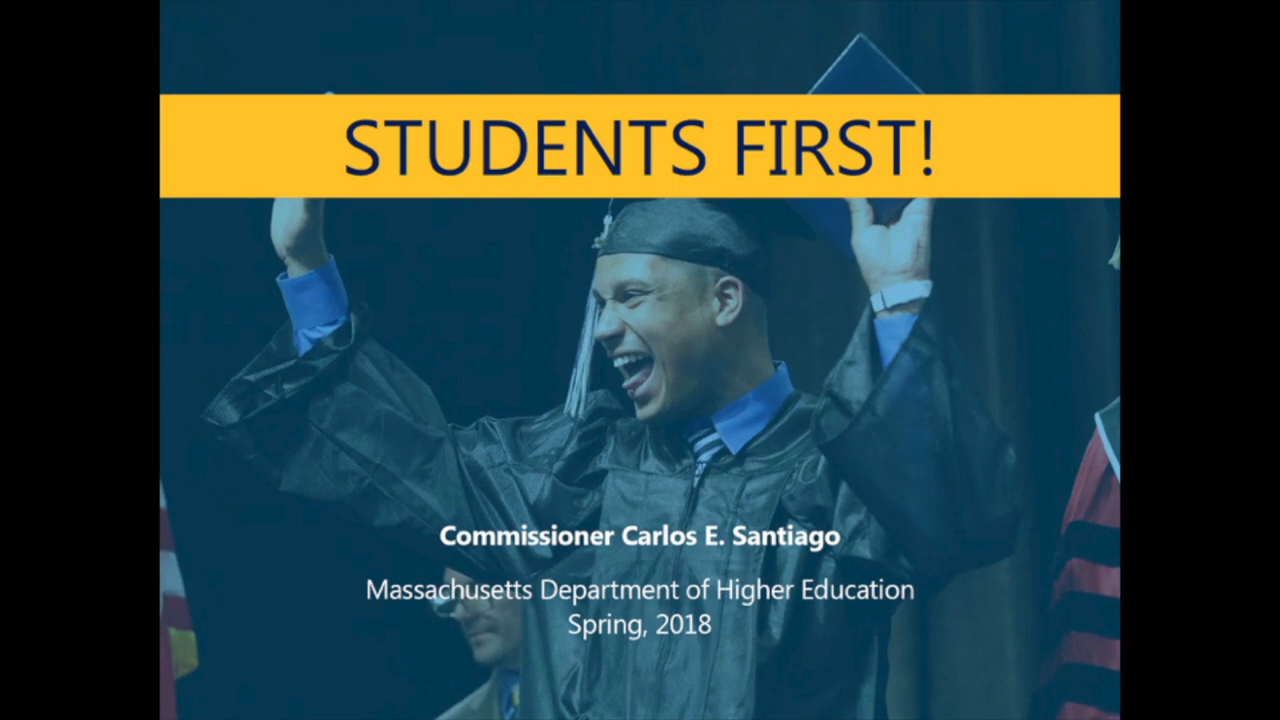 STUDENTS FIRST!
Commissioner Carlos E. Santiago
Massachusetts Department of Higher Education
Spring, 2018